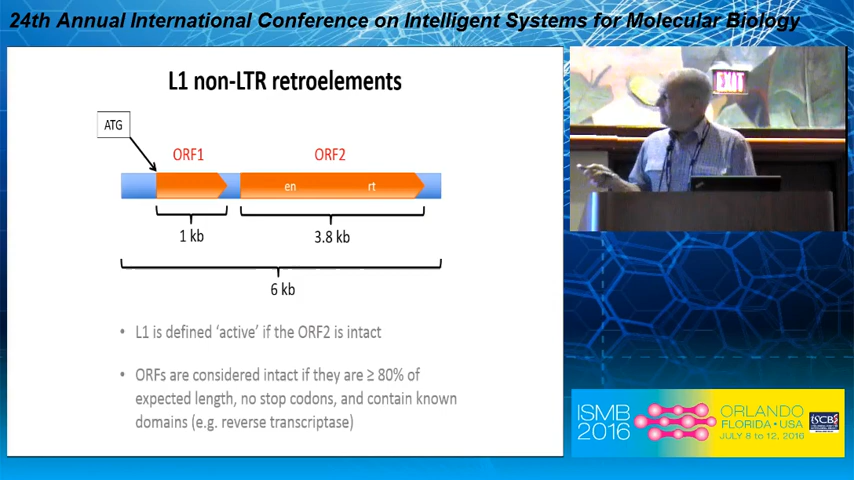 24th Annual International Conference on Intelligent Systems for Molecular Biology
L1 non-LTR retroelements
ATG
ORF1
ORF2
en
rt
1 kb
3.8 kb
6 kb
• L1 is defined ‘active’ if the ORF2 is intact
• ORFs are considered intact if they are ≥ 80% of
expected length, no stop codons, and contain known
domains (e.g. reverse transcriptase)
EXIT
ISMB
2016
ORLANDO
FLORIDA • USA
JULY 8 to 12, 2016
ISCB